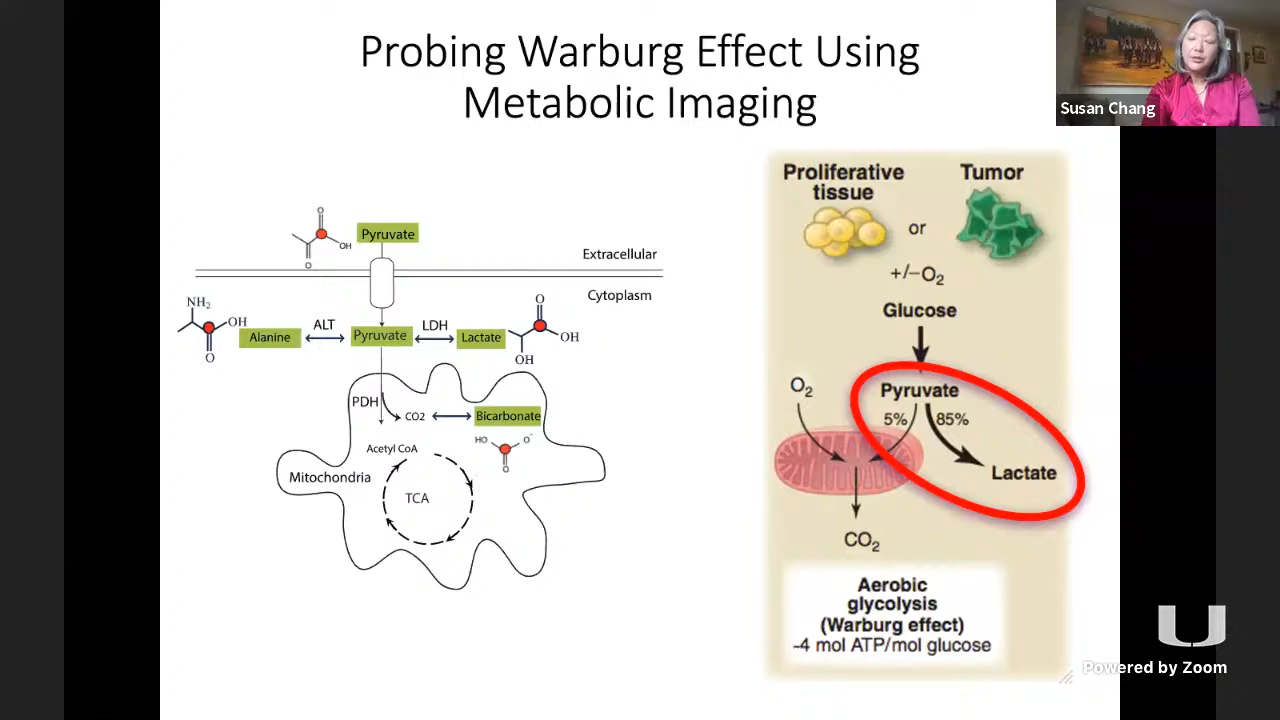 Probing Warburg Effect Using
Metabolic Imaging
Susan Chang
O
OH
O
Pyruvate
Extracellular
Cytoplasm
NH2
OH
O
Alanine
ALT
Pyruvate
LDH
Lactate
O
OH
OH
PDH
CO2
Bicarbonate
HO
O-
O
Acetyl CoA
Mitochondria
TCA
Proliferative
tissue
Tumor
or
+/−O2
Glucose
O2
Pyruvate
5%
85%
Lactate
CO2
Aerobic
glycolysis
(Warburg effect)
~4 mol ATP/mol glucose
U
Powered by Zoom